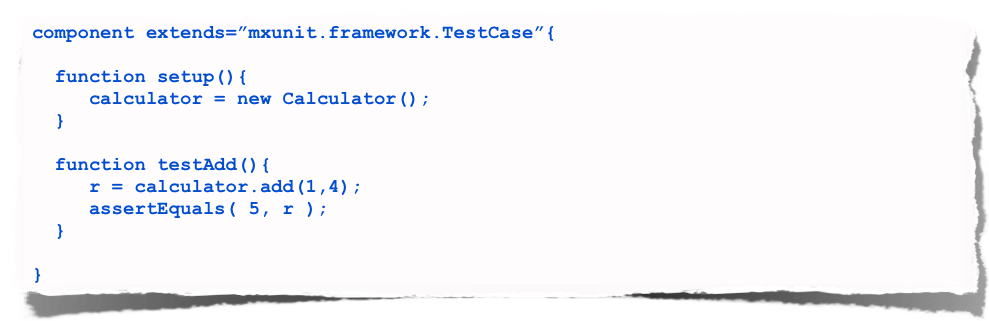 component extends=”mxunit.framework.TestCase”{
function setup(){
calculator = new Calculator();
}
function testAdd(){
r = calculator.add(1,4);
assertEquals( 5, r );
}
}